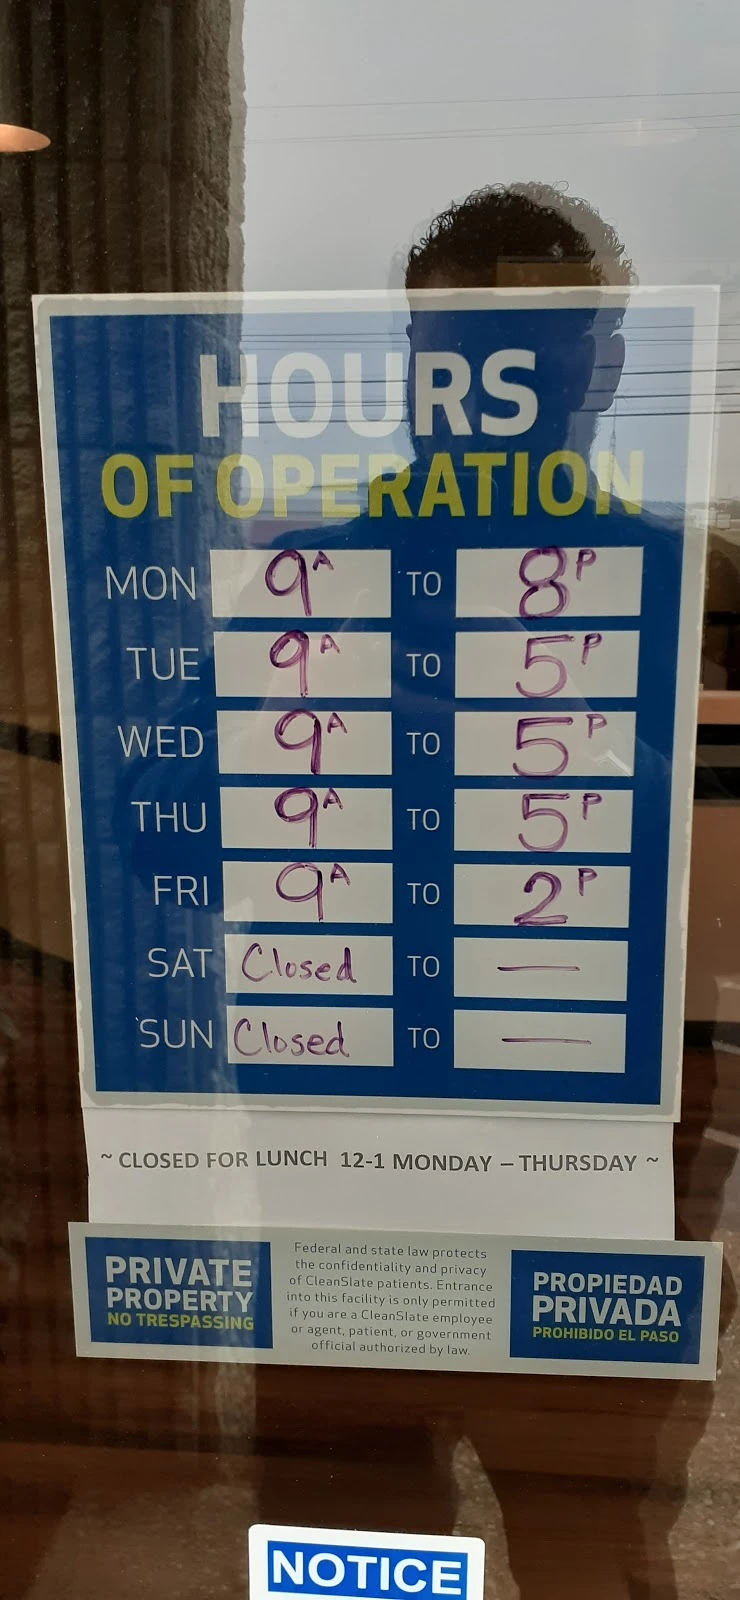 HOURS
OF OPERATION
MON 9A TO 8P
TUE 9A TO 5P
WED 9A TO 5P
THU 9A TO 5P
FRI 9A TO 2P
SAT Closed TO —
SUN Closed TO —
~ CLOSED FOR LUNCH 12-1 MONDAY – THURSDAY ~
PRIVATE
PROPERTY
NO TRESPASSING
Federal and state law protects
the confidentiality and privacy
of CleanSlate patients. Entrance
into this facility is only permitted
if you are a CleanSlate employee
or agent, patient, or government
official authorized by law.
PROPIEDAD
PRIVADA
PROHIBIDO EL PASO
NOTICE